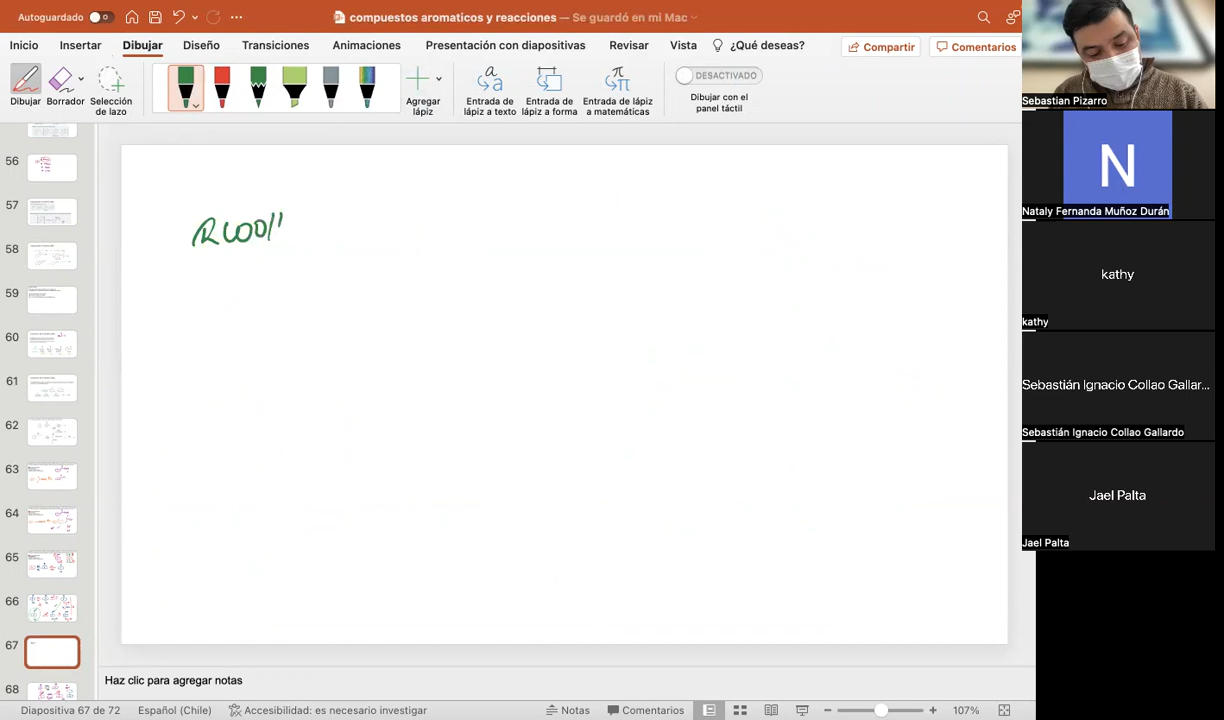 Autoguardado
compuestos aromaticos y reacciones — Se guardó en mi Mac
Inicio Insertar Dibujar Diseño Transiciones Animaciones Presentación con diapositivas Revisar Vista ¿Qué deseas? Compartir Comentarios
Dibujar Borrador Selección de lazo Agregar lápiz Entrada de lápiz a texto Entrada de lápiz a forma Entrada de lápiz a matemáticas
DESACTIVADO
Dibujar con el panel táctil
56
57
58
59
60
61
62
63
64
65
66
67
68
Haz clic para agregar notas
Diapositiva 67 de 72 Español (Chile) Accesibilidad: es necesario investigar Notas Comentarios 107%
Sebastian Pizarro
N
Nataly Fernanda Muñoz Durán
kathy
kathy
Sebastián Ignacio Collao Gallar...
Sebastián Ignacio Collao Gallardo
Jael Palta
Jael Palta